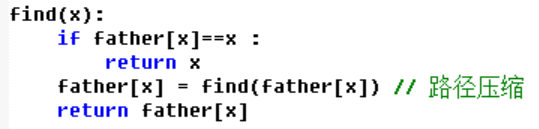 find(x):
    if father[x]==x :
        return x
    father[x] = find(father[x]) // 路径压缩
    return father[x]